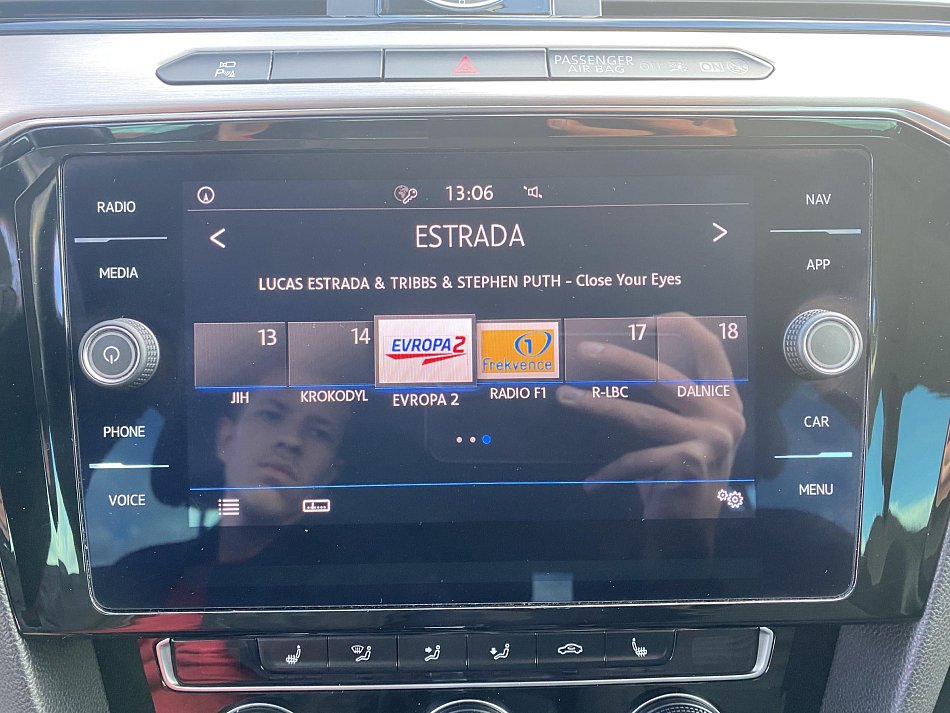 P
PASSENGER
AIR BAG OFF ON
RADIO
13:06
NAV
< ESTRADA >
MEDIA
APP
LUCAS ESTRADA & TRIBBS & STEPHEN PUTH - Close Your Eyes
13
14
EVROPA 2
1
Frekvence
17
18
JIH
KROKODYL
EVROPA 2
RADIO F1
R-LBC
DALNICE
PHONE
CAR
VOICE
MENU